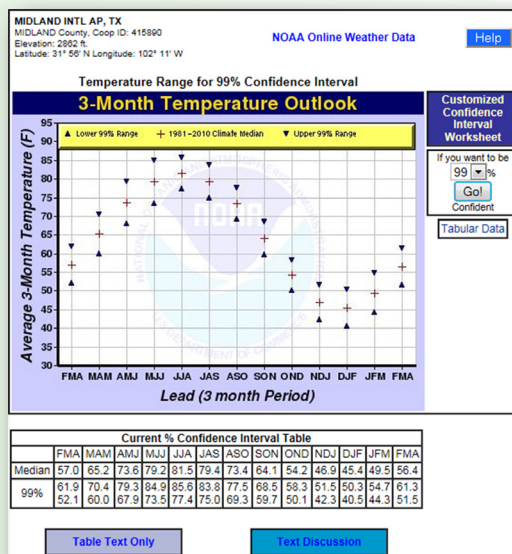 MIDLAND INTL AP, TX
MIDLAND County, Coop ID: 415890
Elevation: 2862 ft.
Latitude: 31° 56' N Longitude: 102° 11' W
NOAA Online Weather Data
Help
Temperature Range for 99% Confidence Interval
3-Month Temperature Outlook
Lower 99% Range 1981-2010 Climate Median Upper 99% Range
Average 3-Month Temperature (F)
95
90
85
80
75
70
65
60
55
50
45
40
35
30
NOAA
FMA MAM AMJ MJJ JJA JAS ASO SON OND NDJ DJF JFM FMA
Lead (3 month Period)
Customized
Confidence
Interval
Worksheet
If you want to be
99 %
Go!
Confident
Tabular Data
Current % Confidence Interval Table
FMA MAM AMJ MJJ JJA JAS ASO SON OND NDJ DJF JFM FMA
Median 57.0 65.2 73.6 79.2 81.5 79.4 73.4 64.1 54.2 46.9 45.4 49.5 56.4
99% 61.9 70.4 79.3 84.9 85.6 83.8 77.5 68.5 58.3 51.5 50.3 54.7 61.3
52.1 60.0 67.9 73.5 77.4 75.0 69.3 59.7 50.1 42.3 40.5 44.3 51.5
Table Text Only
Text Discussion